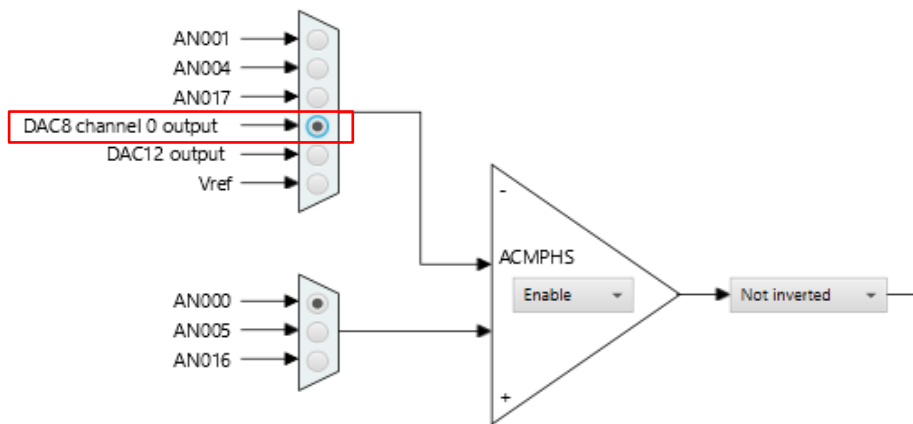 AN001
AN004
AN017
DAC8 channel 0 output
DAC12 output
Vref
-
ACMPHS
Enable
Not inverted
AN000
AN005
AN016
+